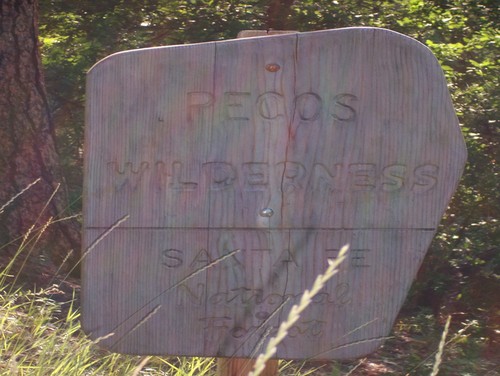 PECOS
WILDERNESS
SANTA FE
National
Forest